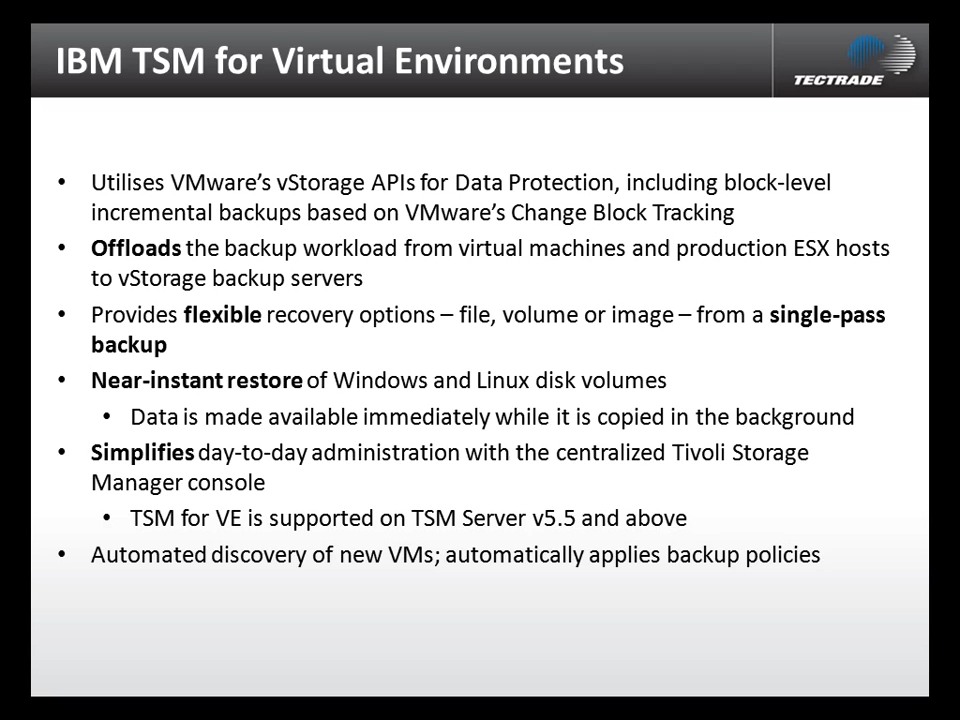 IBM TSM for Virtual Environments
TECTRADE
• Utilises VMware’s vStorage APIs for Data Protection, including block-level
incremental backups based on VMware’s Change Block Tracking
• Offloads the backup workload from virtual machines and production ESX hosts
to vStorage backup servers
• Provides flexible recovery options – file, volume or image – from a single-pass
backup
• Near-instant restore of Windows and Linux disk volumes
• Data is made available immediately while it is copied in the background
• Simplifies day-to-day administration with the centralized Tivoli Storage
Manager console
• TSM for VE is supported on TSM Server v5.5 and above
• Automated discovery of new VMs; automatically applies backup policies